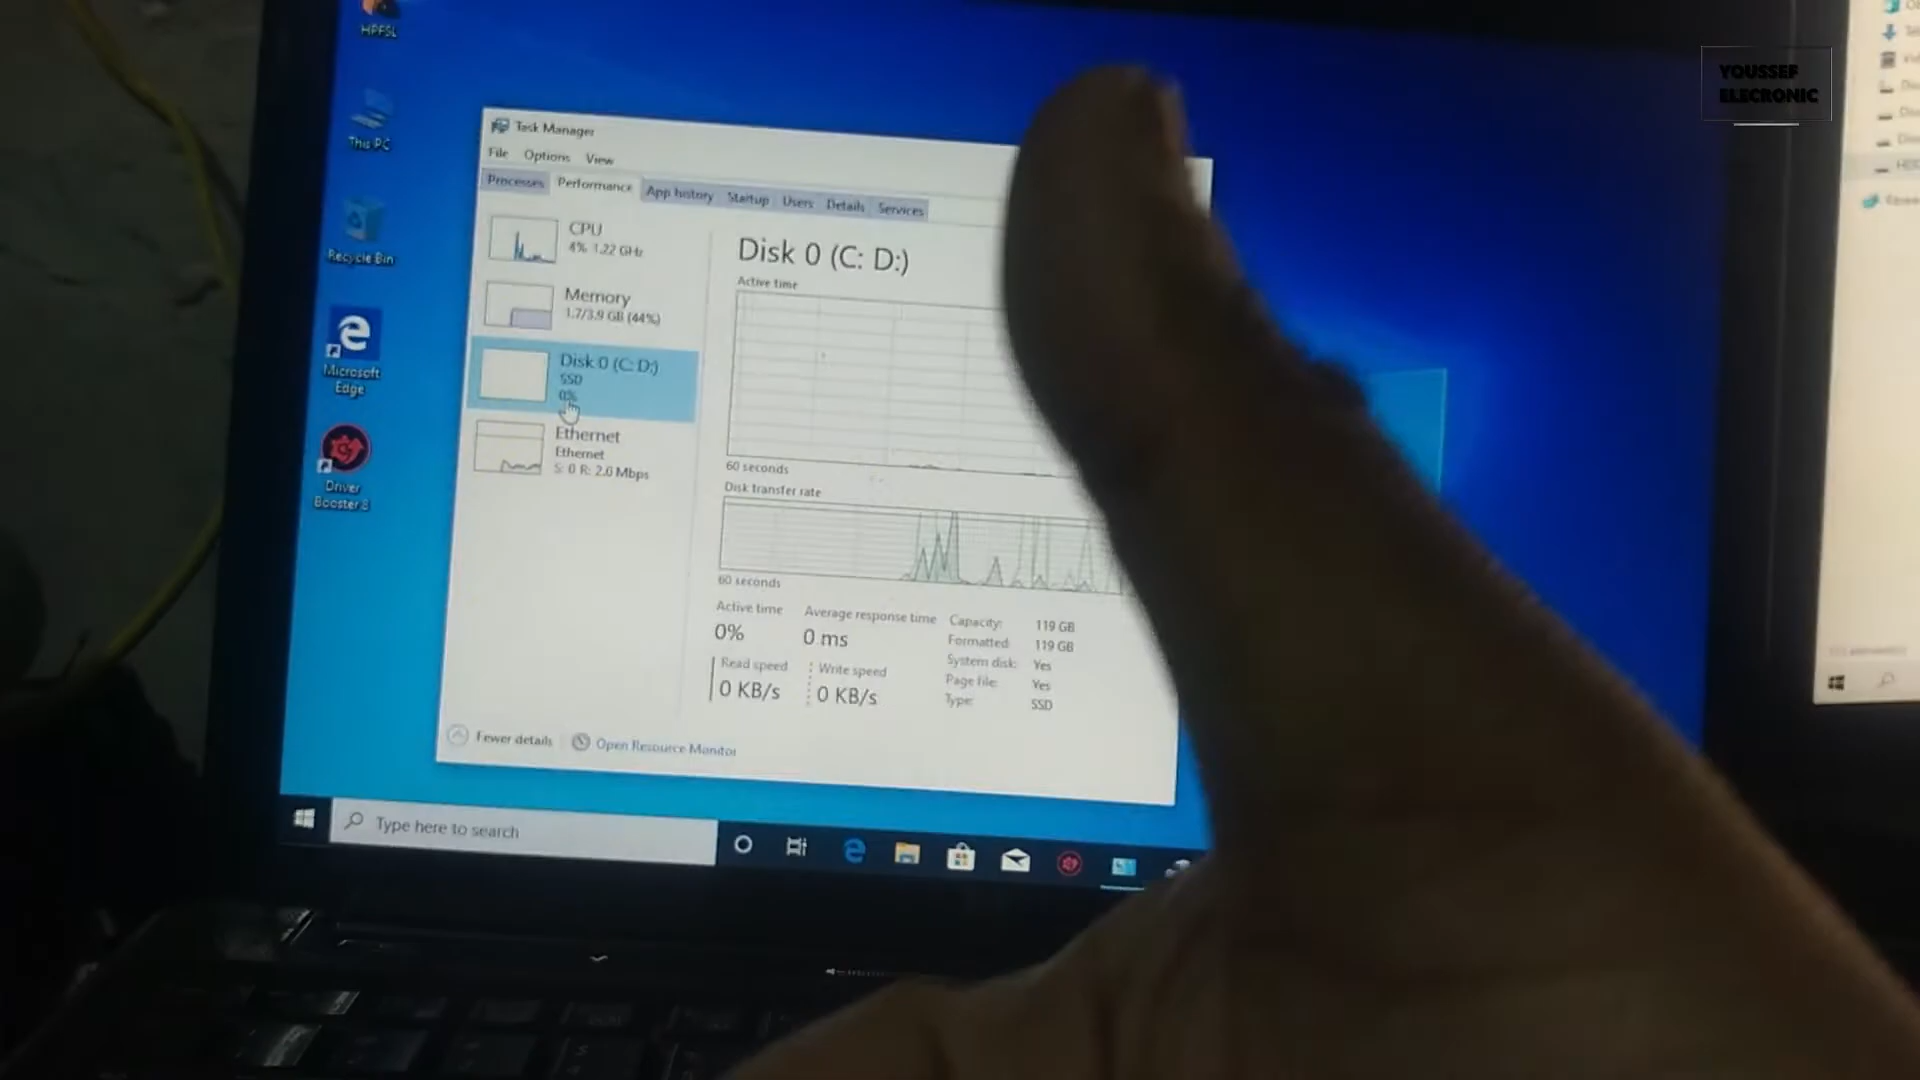 HPFSL
This PC
Recycle Bin
Microsoft
Edge
Driver
Booster 8
Task Manager
File Options View
Processes Performance App history Startup Users Details Services
CPU
4% 1.22 GHz
Memory
1.7/3.9 GB (44%)
Disk 0 (C: D:)
SSD
0%
Ethernet
Ethernet
S: 0 R: 2.0 Mbps
Disk 0 (C: D:)
Active time
60 seconds
Disk transfer rate
60 seconds
Active time
0%
Average response time
0 ms
Read speed
0 KB/s
Write speed
0 KB/s
Capacity: 119 GB
Formatted: 119 GB
System disk: Yes
Page file: Yes
Type: SSD
Fewer details
Open Resource Monitor
Type here to search
YOUSSEF
ELECRONIC